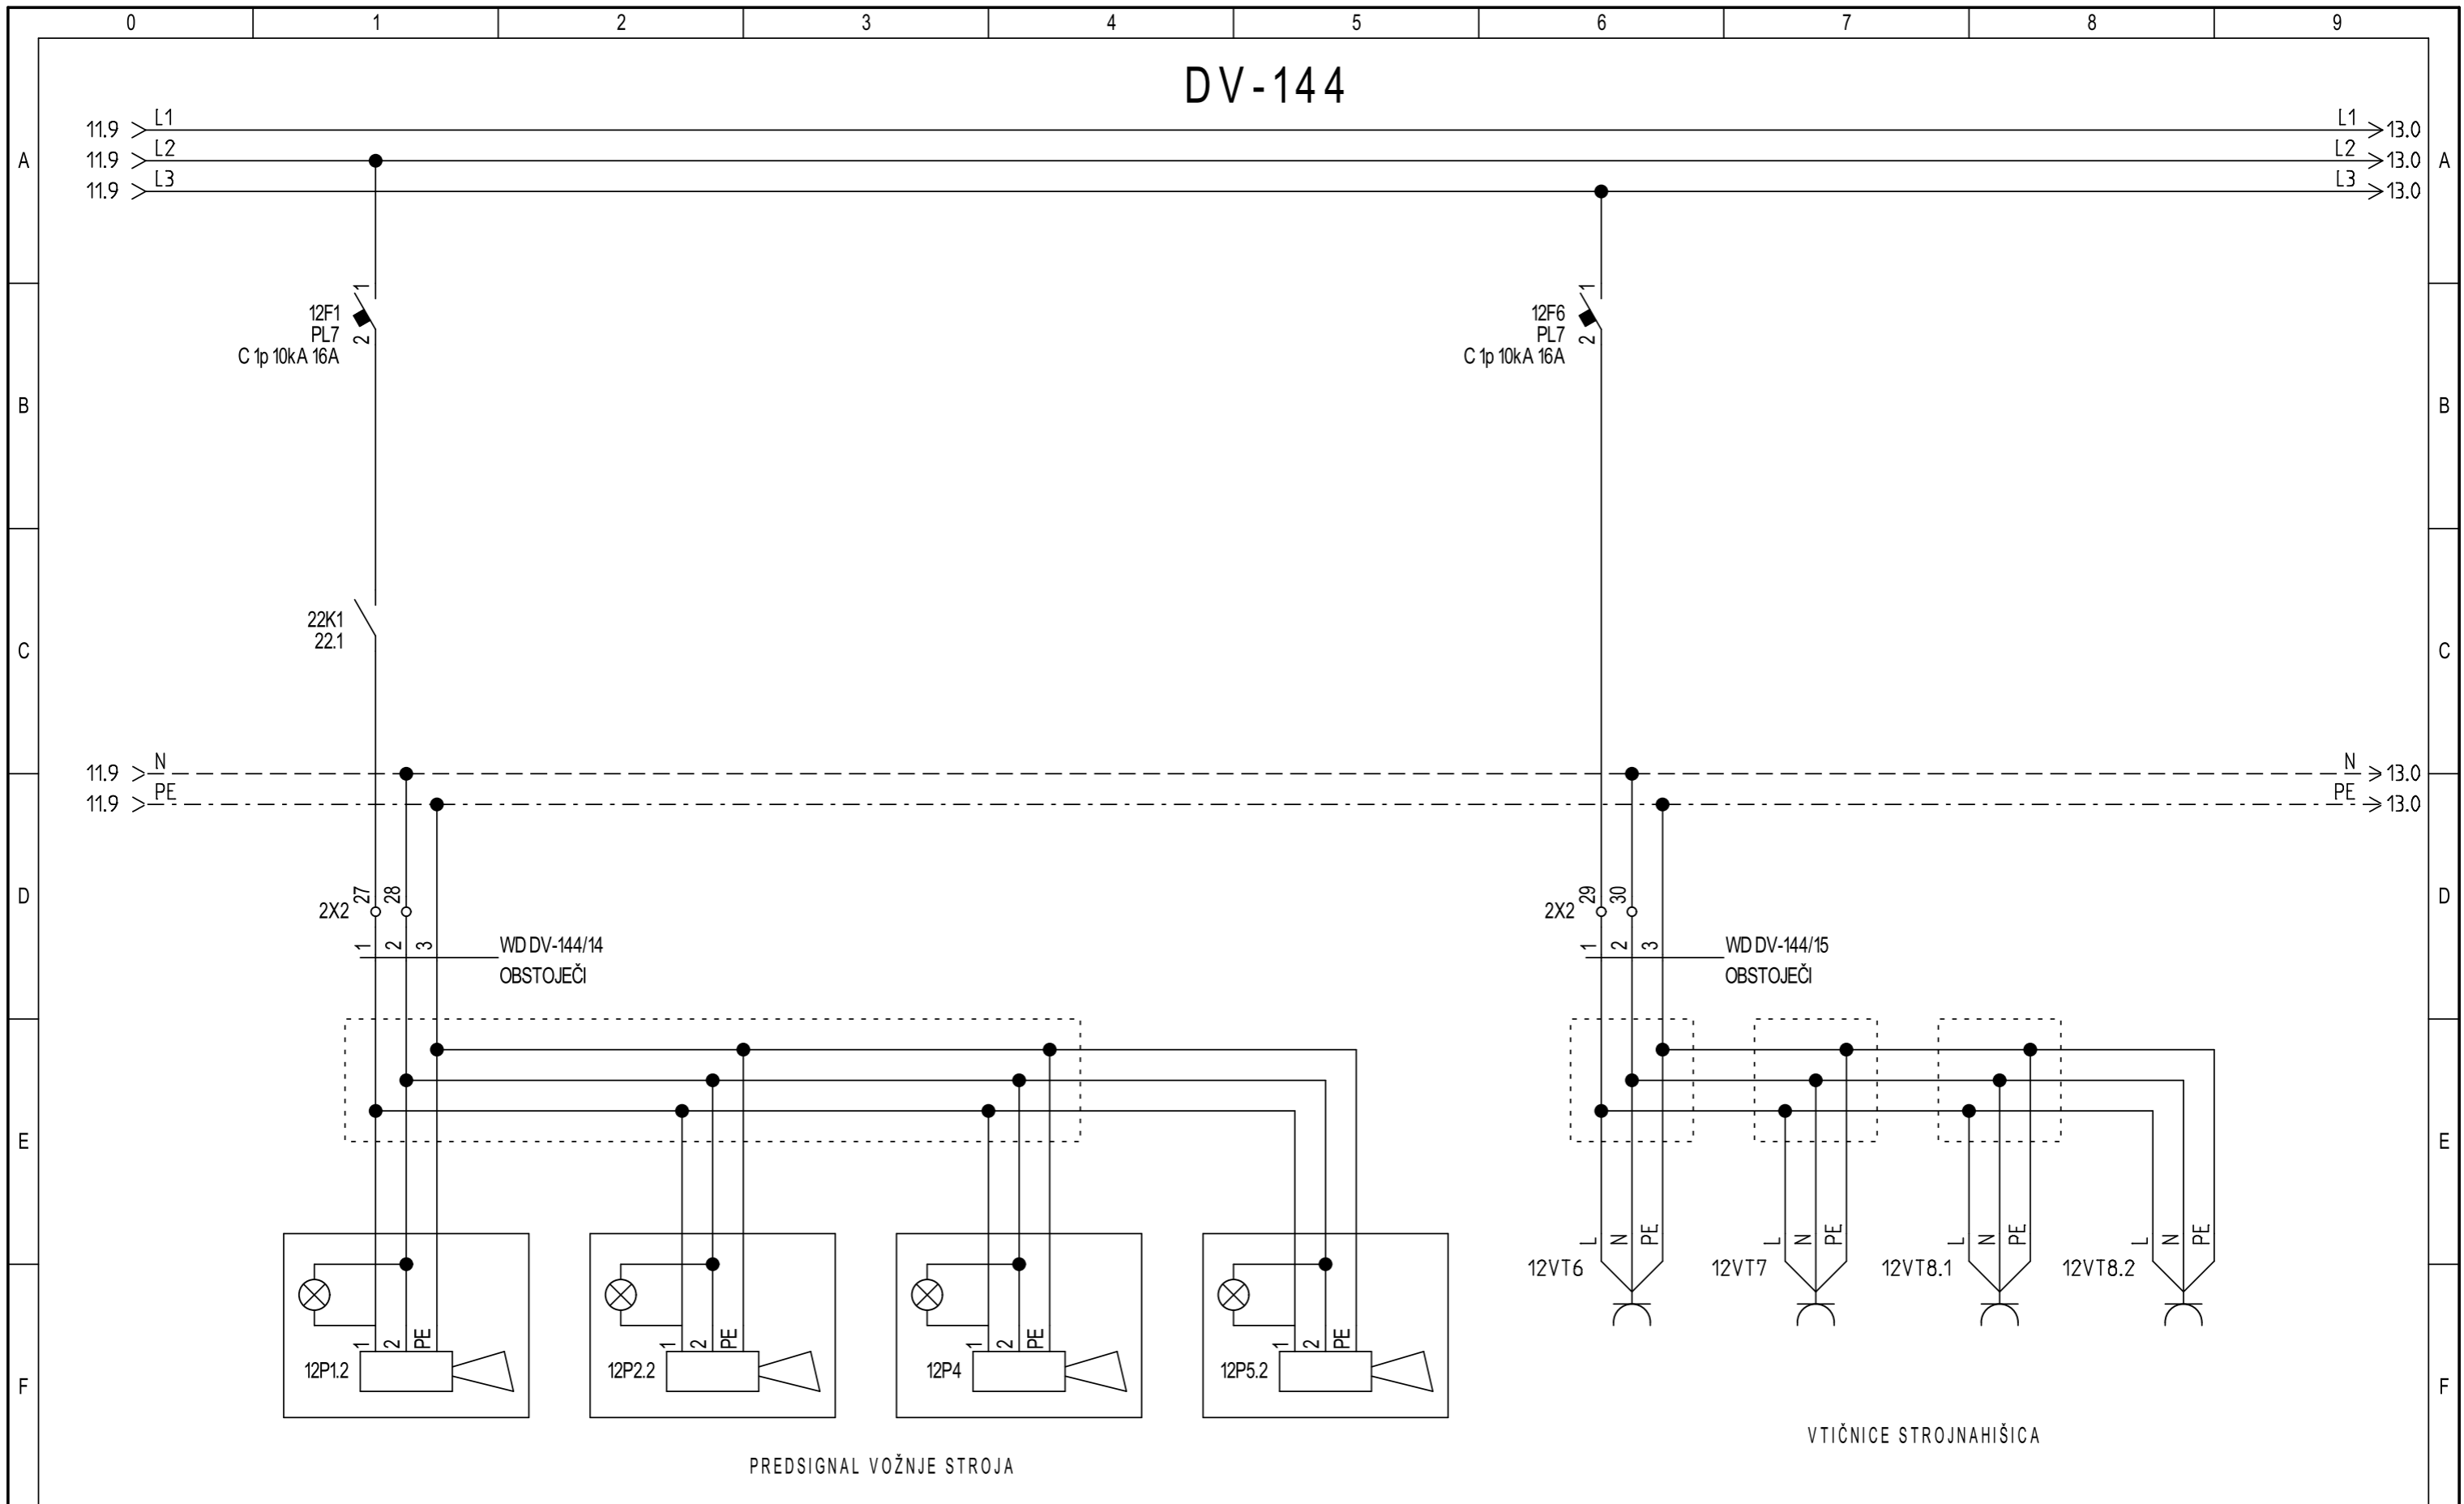 0 1 2 3 4 5 6 7 8 9
DV-144
11.9 L1 L1 13.0
A 11.9 L2 L2 13.0 A
11.9 L3 L3 13.0
1 1
12F1 12F6
PL7 PL7
2 2
C 1p 10kA 16A C 1p 10kA 16A
B B
22K1
22.1
C C
11.9 N N 13.0
11.9 PE PE 13.0
D 27 28 29 30 D
2X2 2X2
1 2 3 WD DV-144/14 1 2 3 WD DV-144/15
OBSTOJEČI OBSTOJEČI
E E
L N PE L N PE L N PE L N PE
12VT6 12VT7 12VT8.1 12VT8.2
1 2 PE 1 2 PE 1 2 PE 1 2 PE
12P1.2 12P2.2 12P4 12P5.2
F F
VTIČNICE STROJNAHIŠICA
PREDSIGNAL VOŽNJE STROJA